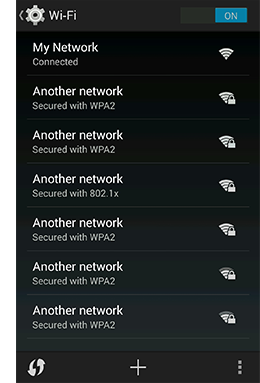 Wi-Fi
ON
My Network
Connected
Another network
Secured with WPA2
Another network
Secured with WPA2
Another network
Secured with 802.1x
Another network
Secured with WPA2
Another network
Secured with WPA2
Another network
Secured with WPA2